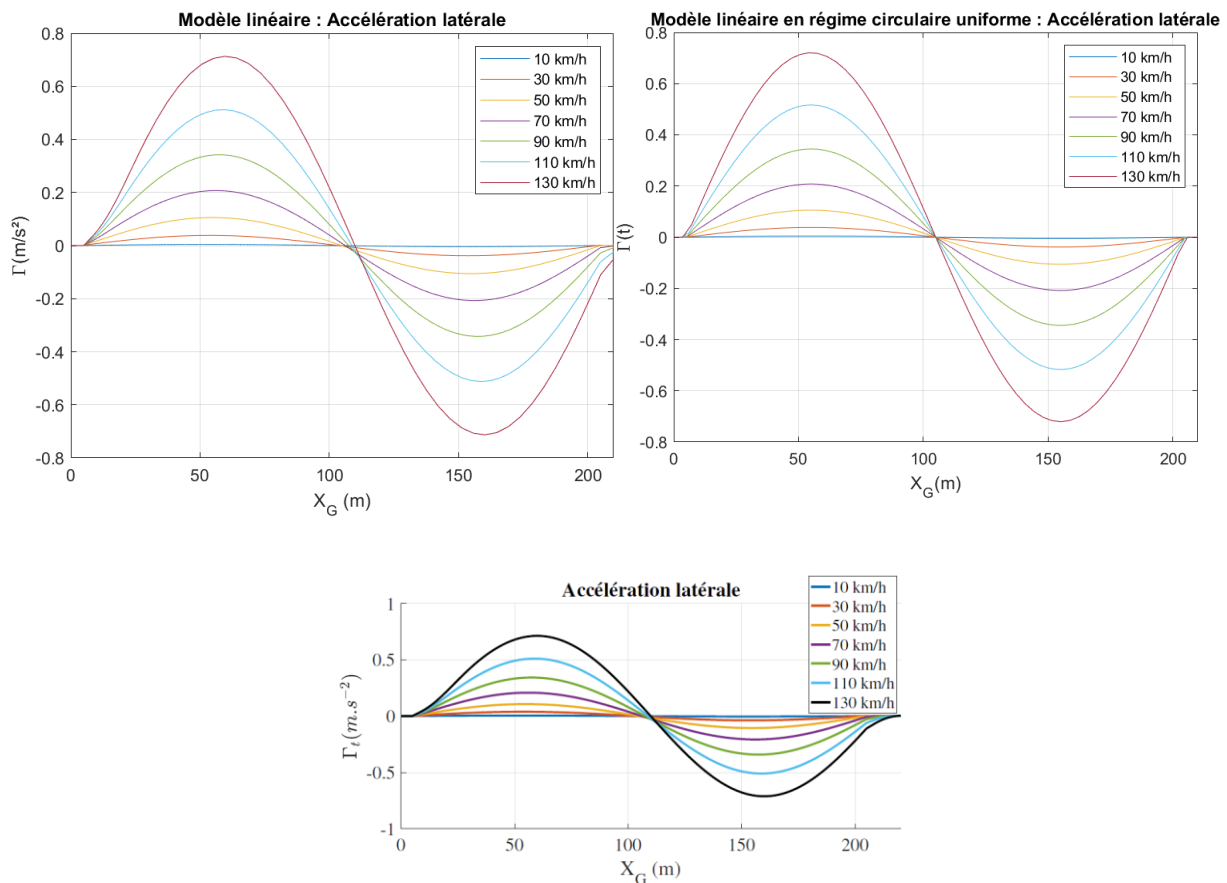 Modèle linéaire : Accélération latérale
0.8
0.6
0.4
0.2
0
-0.2
-0.4
-0.6
-0.8
Γ(m/s²)
10 km/h
30 km/h
50 km/h
70 km/h
90 km/h
110 km/h
130 km/h
0 50 100 150 200
X_G (m)
Modèle linéaire en régime circulaire uniforme : Accélération latérale
0.8
0.6
0.4
0.2
0
-0.2
-0.4
-0.6
-0.8
Γ(t)
10 km/h
30 km/h
50 km/h
70 km/h
90 km/h
110 km/h
130 km/h
0 50 100 150 200
X_G(m)
Accélération latérale
1
0.5
0
-0.5
-1
Γ_t(m.s⁻²)
10 km/h
30 km/h
50 km/h
70 km/h
90 km/h
110 km/h
130 km/h
0 50 100 150 200
X_G (m)